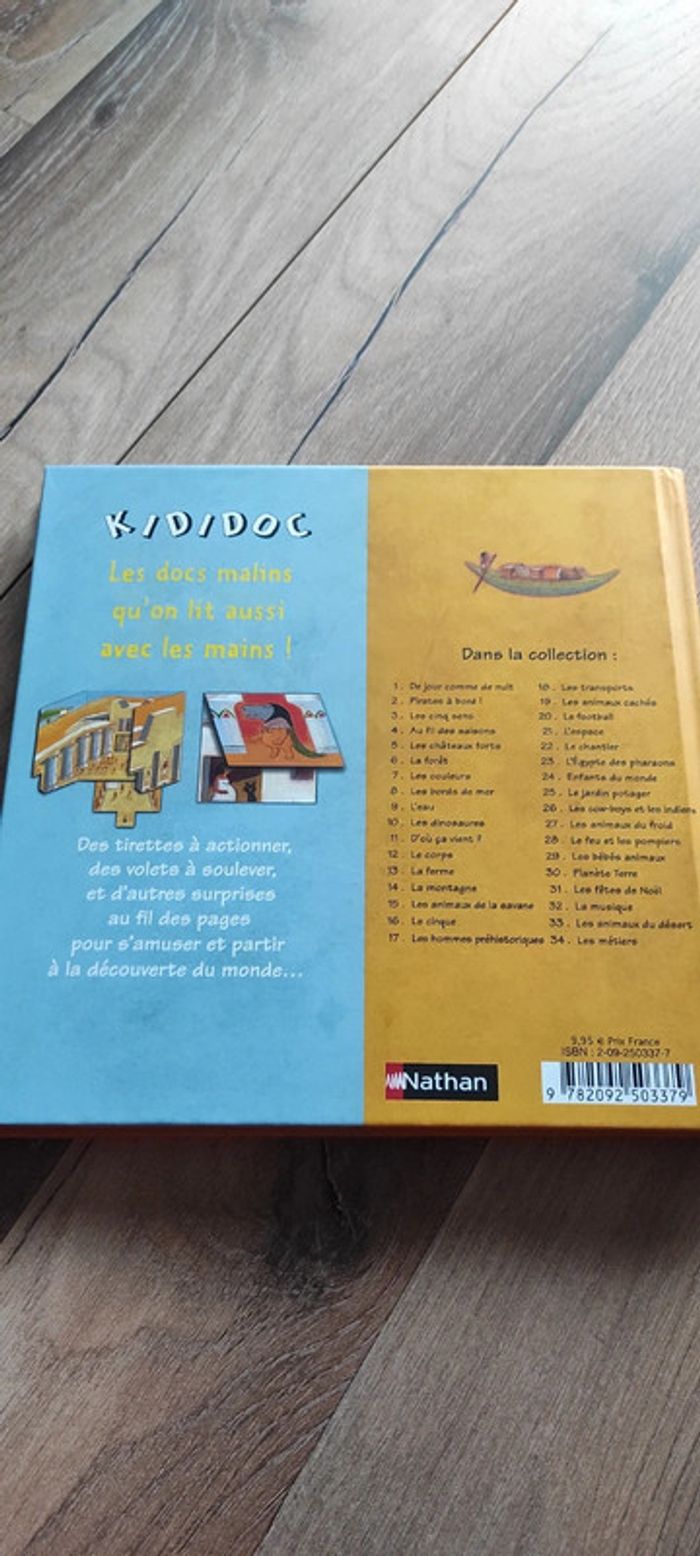 KIDIDOC
Les docs malins
qu'on lit aussi
avec les mains !
Des tirettes à actionner,
des volets à soulever,
et d'autres surprises
au fil des pages
pour s'amuser et partir
à la découverte du monde...
Dans la collection :
1. De jour comme de nuit
2. Pirates à bord !
3. Les cinq sens
4. Au fil des saisons
5. Les châteaux forts
6. La forêt
7. Les couleurs
8. Les bords de mer
9. L'eau
10. Les dinosaures
11. D'où ça vient ?
12. Le corps
13. La ferme
14. La montagne
15. Les animaux de la savane
16. Le cirque
17. Les hommes préhistoriques
18. Les transports
19. Les animaux cachés
20. Le football
21. L'espace
22. Le chantier
23. L'Égypte des pharaons
24. Enfants du monde
25. Le jardin potager
26. Les cow-boys et les indiens
27. Les animaux du froid
28. Le feu et les pompiers
29. Les bébés animaux
30. Planète Terre
31. Les fêtes de Noël
32. La musique
33. Les animaux du désert
34. Les métiers
9,95 € Prix France
ISBN : 2-09-250337-7
Nathan
9 782092 503379